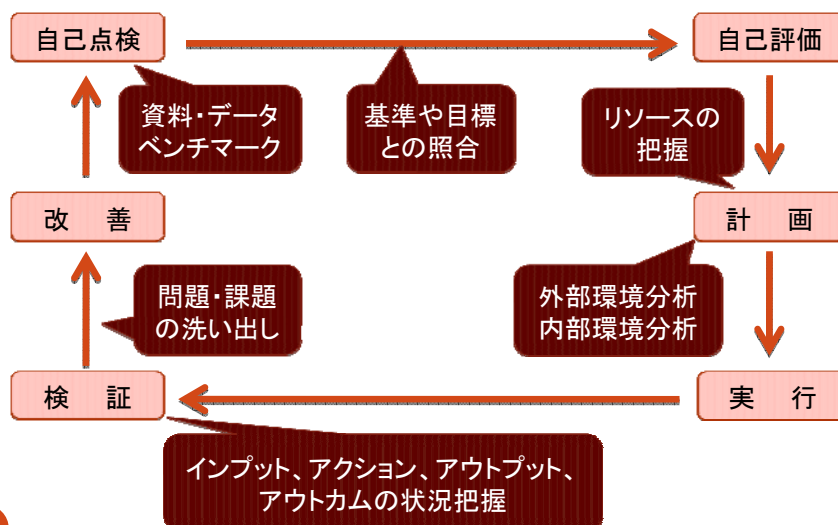 自己点検
自己評価
資料・データ
ベンチマーク
基準や目標
との照合
リソースの
把握
改　善
計　画
問題・課題
の洗い出し
外部環境分析
内部環境分析
検　証
実　行
インプット、アクション、アウトプット、
アウトカムの状況把握